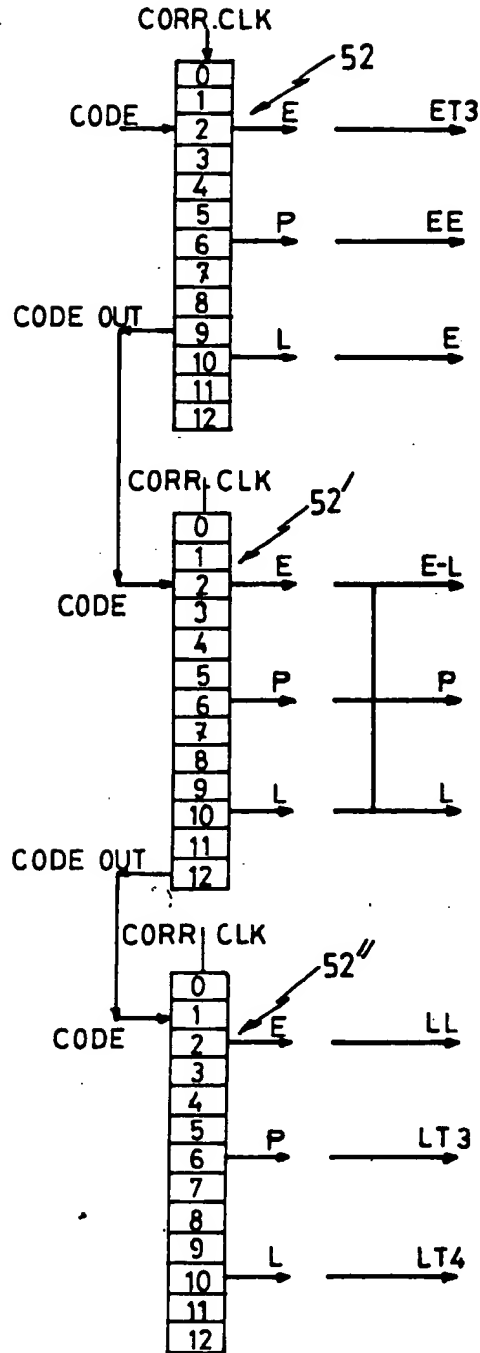 CORR.CLK
52
0
1
CODE 2 E ET3
3
4
5
6 P EE
7
8
CODE OUT 9
10 L E
11
12
CORR. CLK
52'
0
1
CODE 2 E E-L
3
4
5
6 P P
7
8
9
10 L L
11
CODE OUT 12
CORR CLK
52''
0
CODE 1
2 E LL
3
4
5
6 P LT3
7
8
9
10 L LT4
11
12